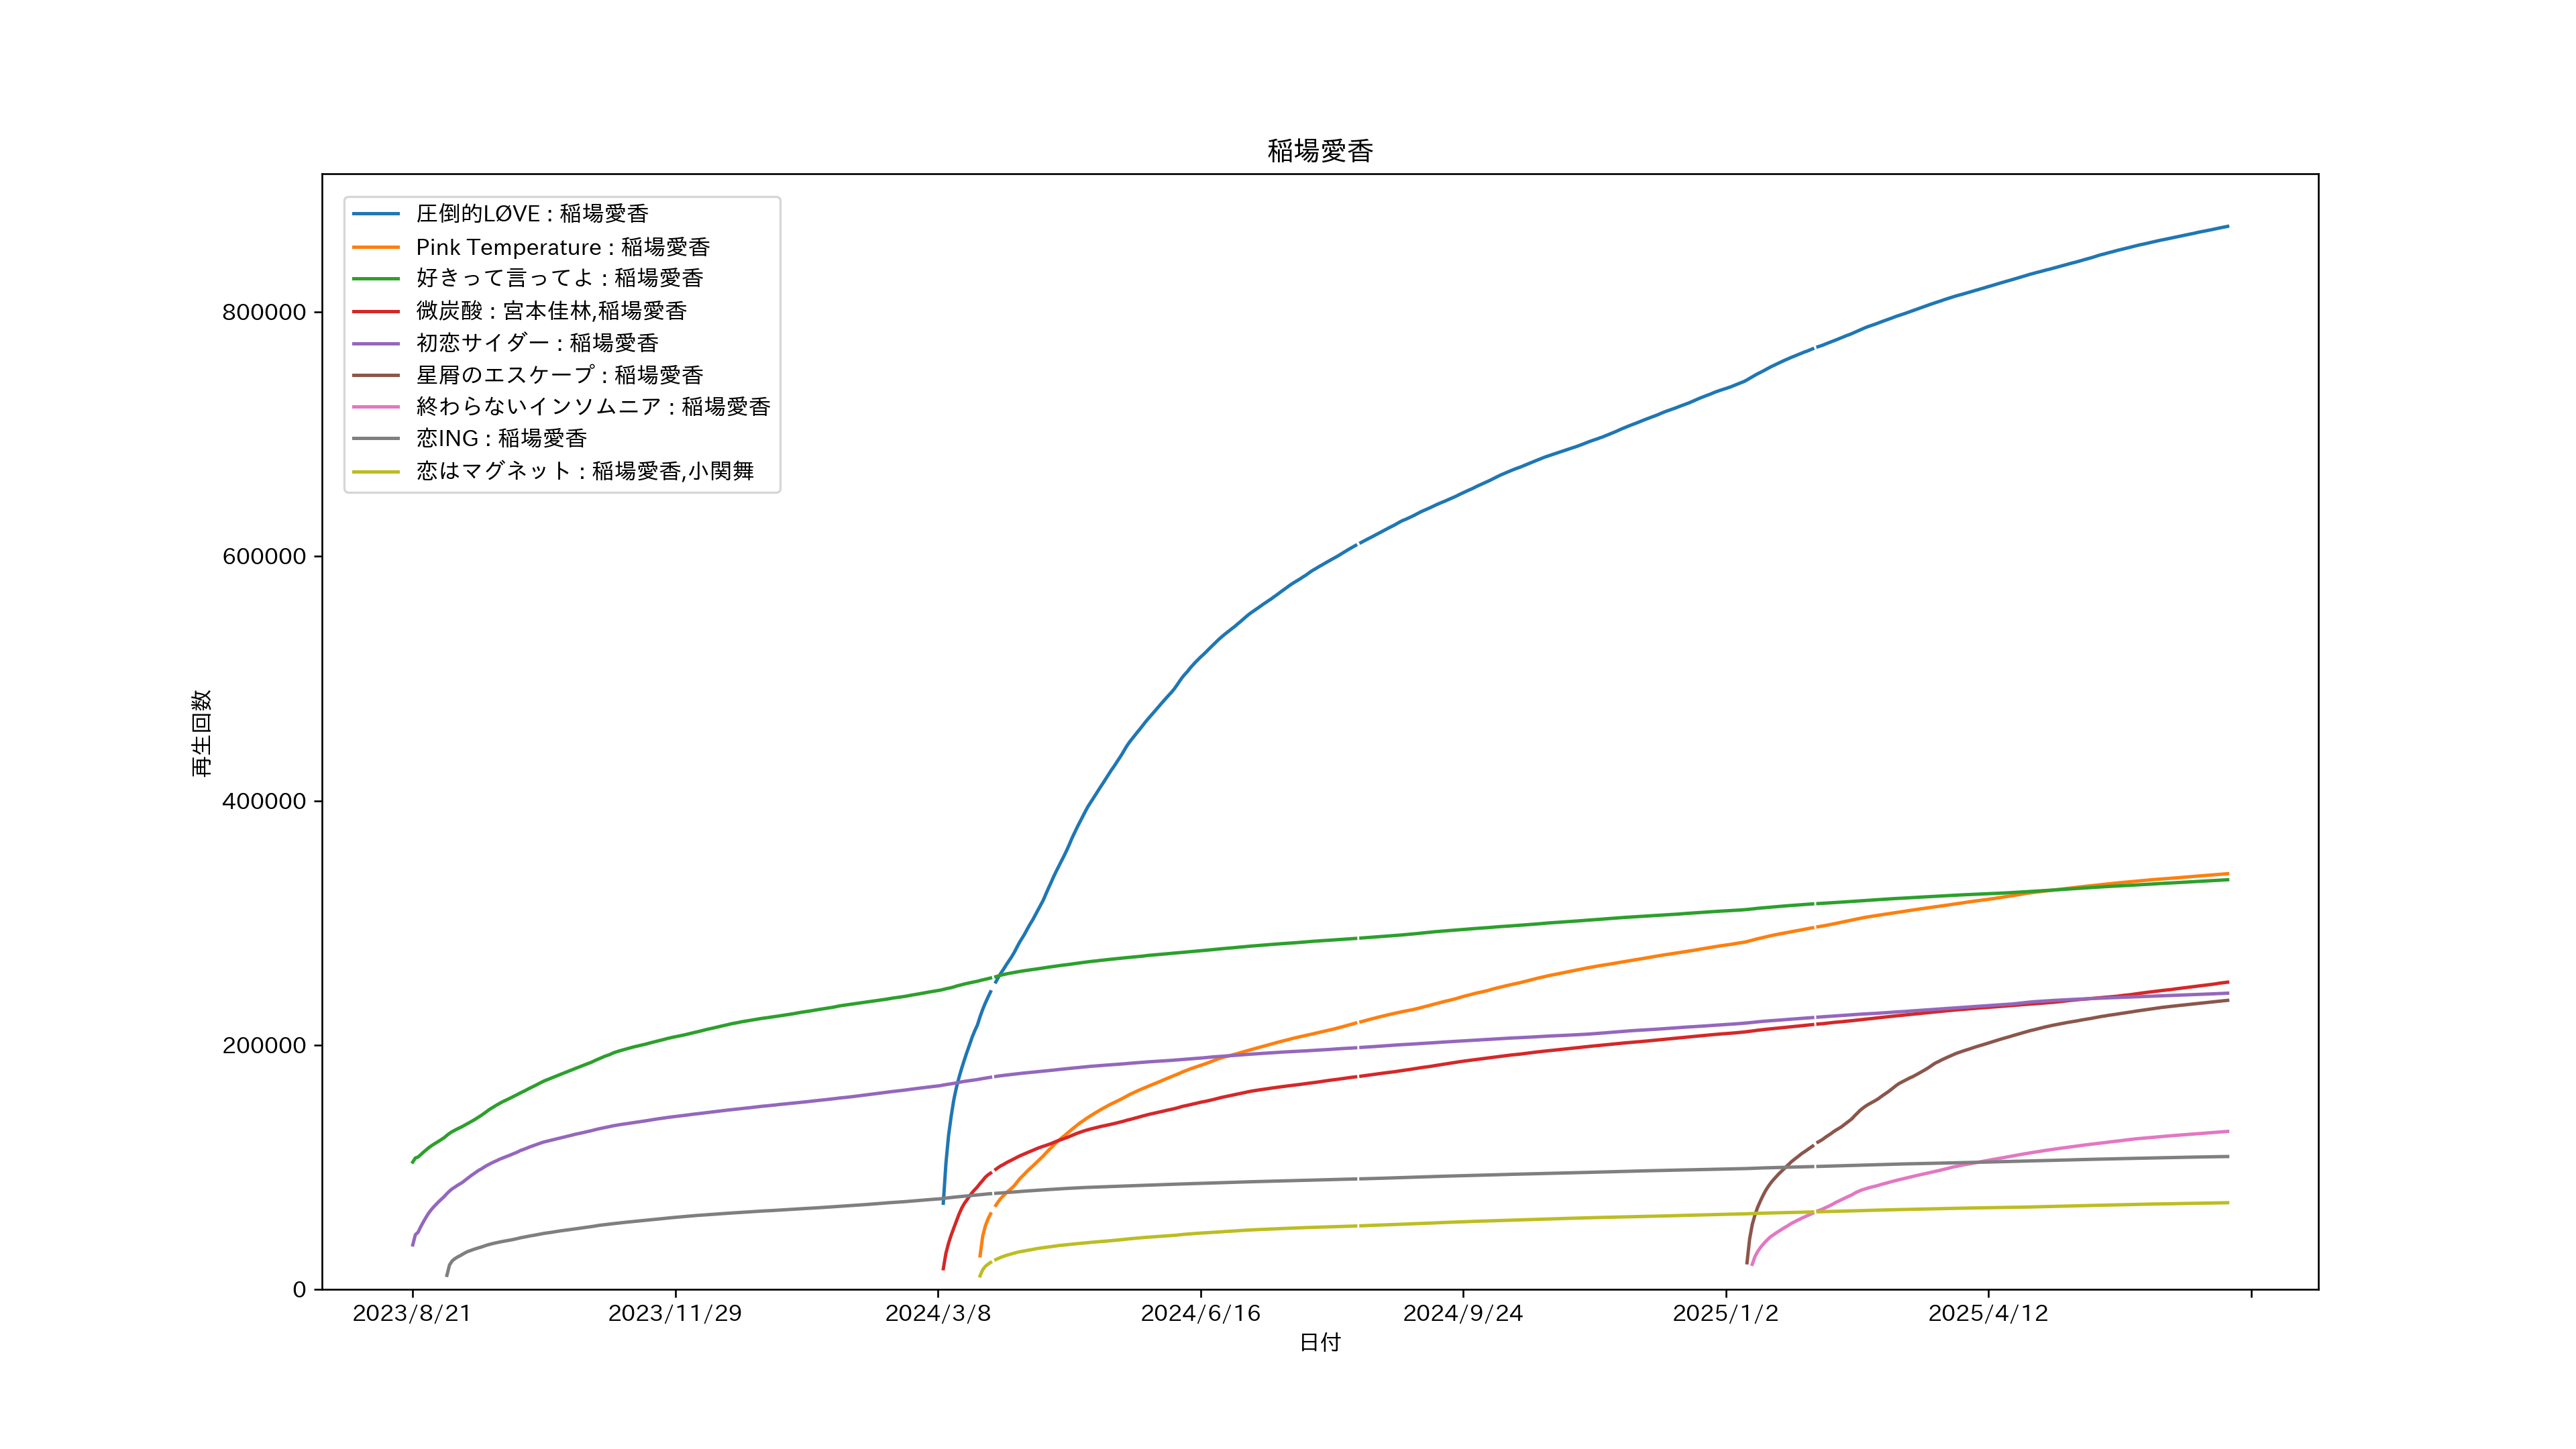 稲場愛香
圧倒的LØVE : 稲場愛香
Pink Temperature : 稲場愛香
好きって言ってよ : 稲場愛香
微炭酸 : 宮本佳林,稲場愛香
初恋サイダー : 稲場愛香
星屑のエスケープ : 稲場愛香
終わらないインソムニア : 稲場愛香
恋ING : 稲場愛香
恋はマグネット : 稲場愛香,小関舞
800000
600000
400000
200000
0
再生回数
2023/8/21
2023/11/29
2024/3/8
2024/6/16
2024/9/24
2025/1/2
2025/4/12
日付